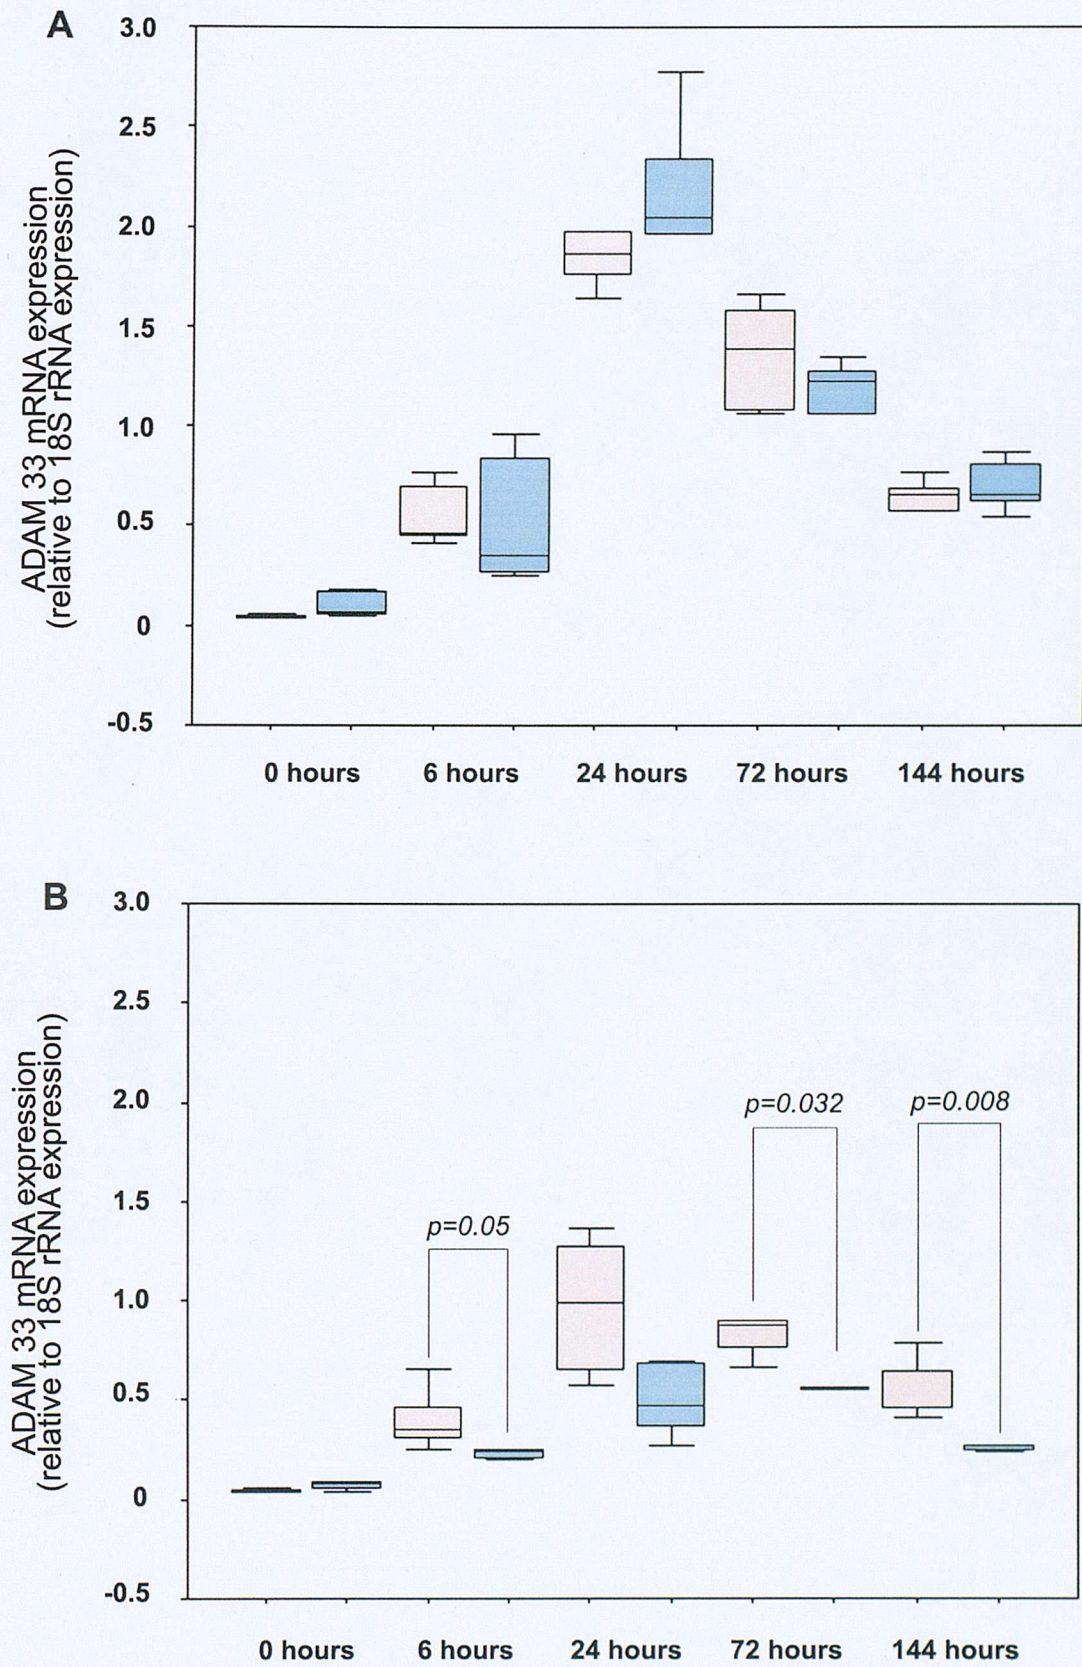 A
3.0
2.5
2.0
1.5
1.0
0.5
0
-0.5
ADAM 33 mRNA expression
(relative to 18S rRNA expression)
0 hours 6 hours 24 hours 72 hours 144 hours
B
3.0
2.5
2.0
1.5
1.0
0.5
0
-0.5
ADAM 33 mRNA expression
(relative to 18S rRNA expression)
p=0.05
p=0.032
p=0.008
0 hours 6 hours 24 hours 72 hours 144 hours